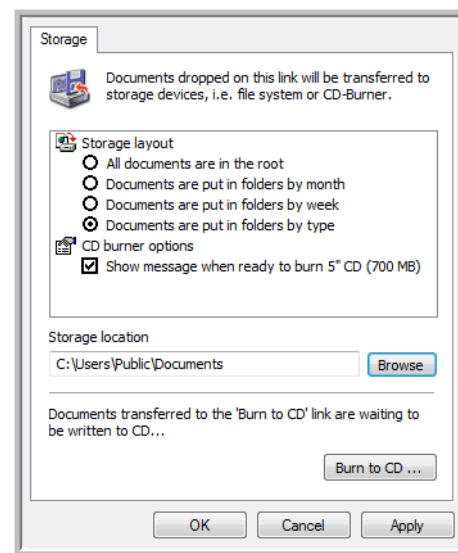 Storage
Documents dropped on this link will be transferred to
storage devices, i.e. file system or CD-Burner.
Storage layout
All documents are in the root
Documents are put in folders by month
Documents are put in folders by week
Documents are put in folders by type
CD burner options
Show message when ready to burn 5" CD (700 MB)
Storage location
C:\Users\Public\Documents
Browse
Documents transferred to the 'Burn to CD' link are waiting to
be written to CD...
Burn to CD ...
OK Cancel Apply